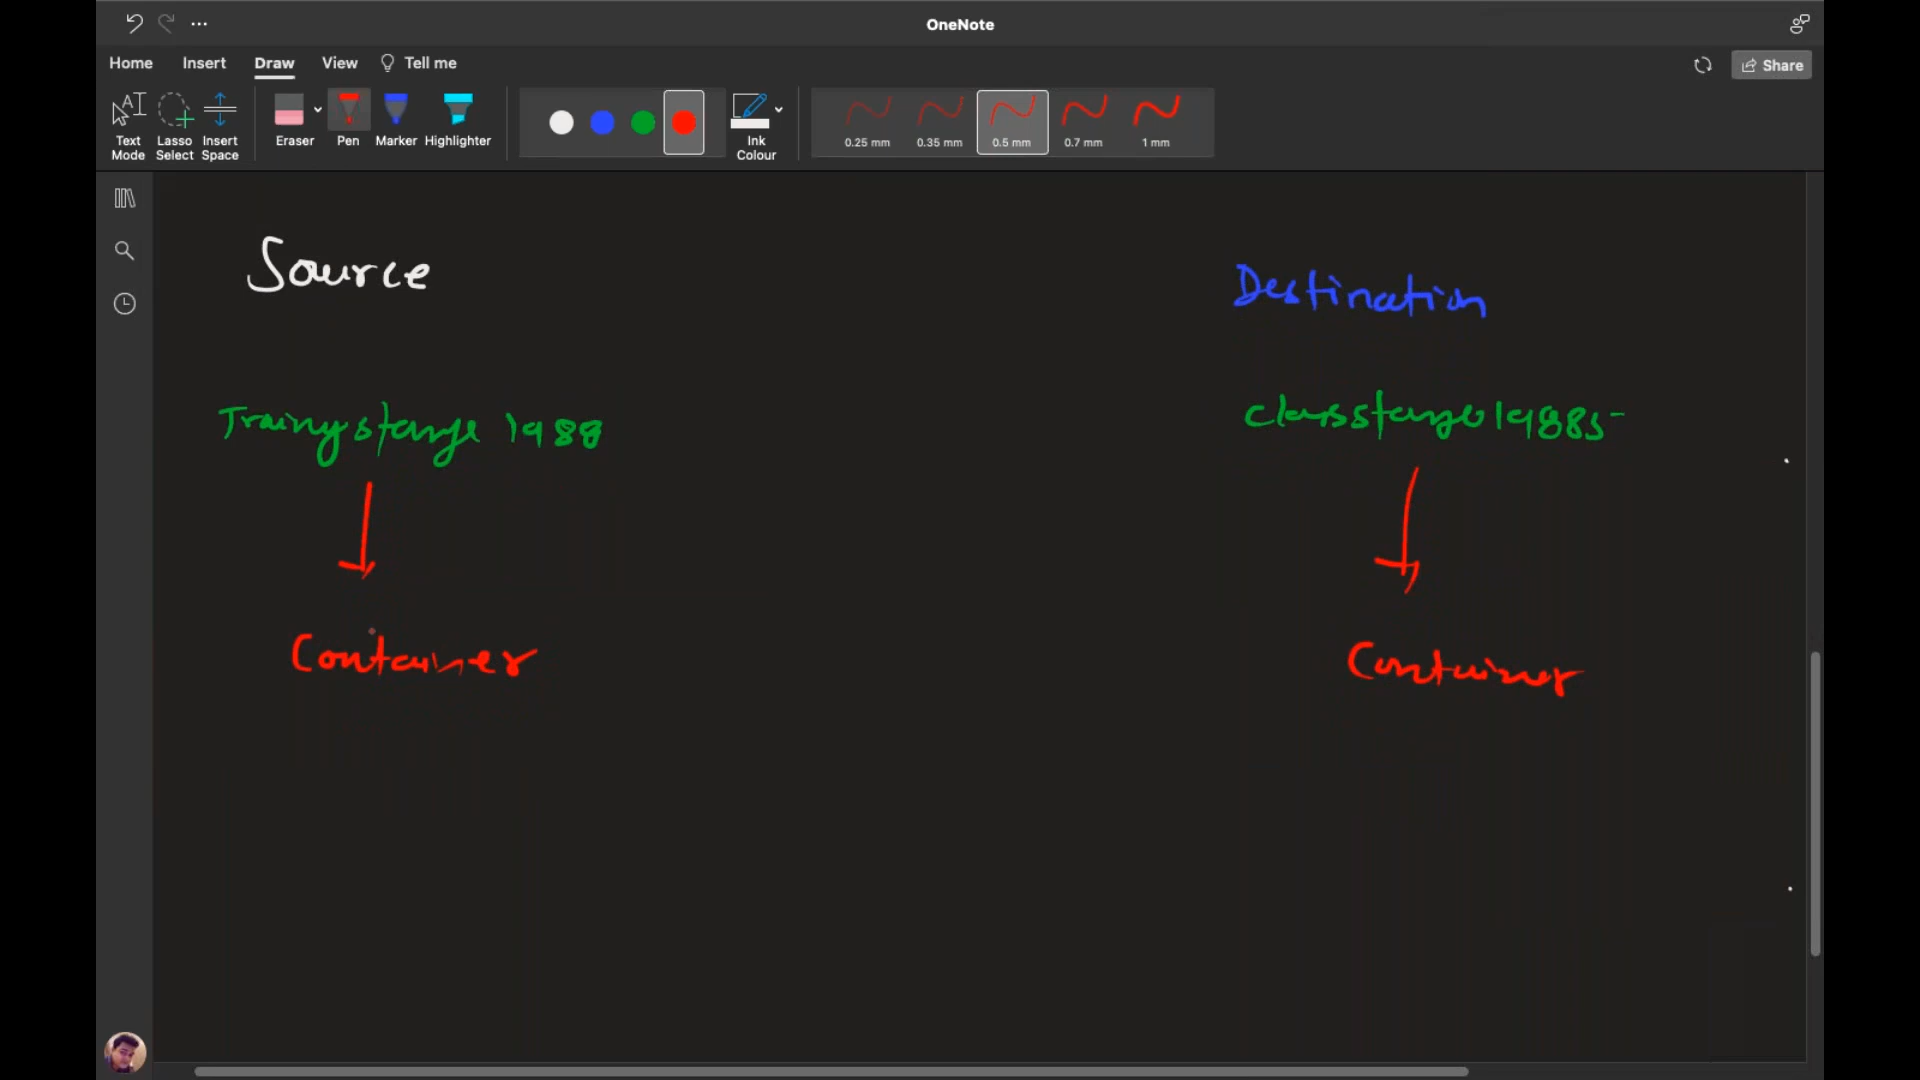 OneNote
Home Insert Draw View Tell me
Share
Text Mode
Lasso Select
Insert Space
Eraser
Pen
Marker
Highlighter
Ink Colour
0.25 mm
0.35 mm
0.5 mm
0.7 mm
1 mm
Source
Destination
1988
Container
Container